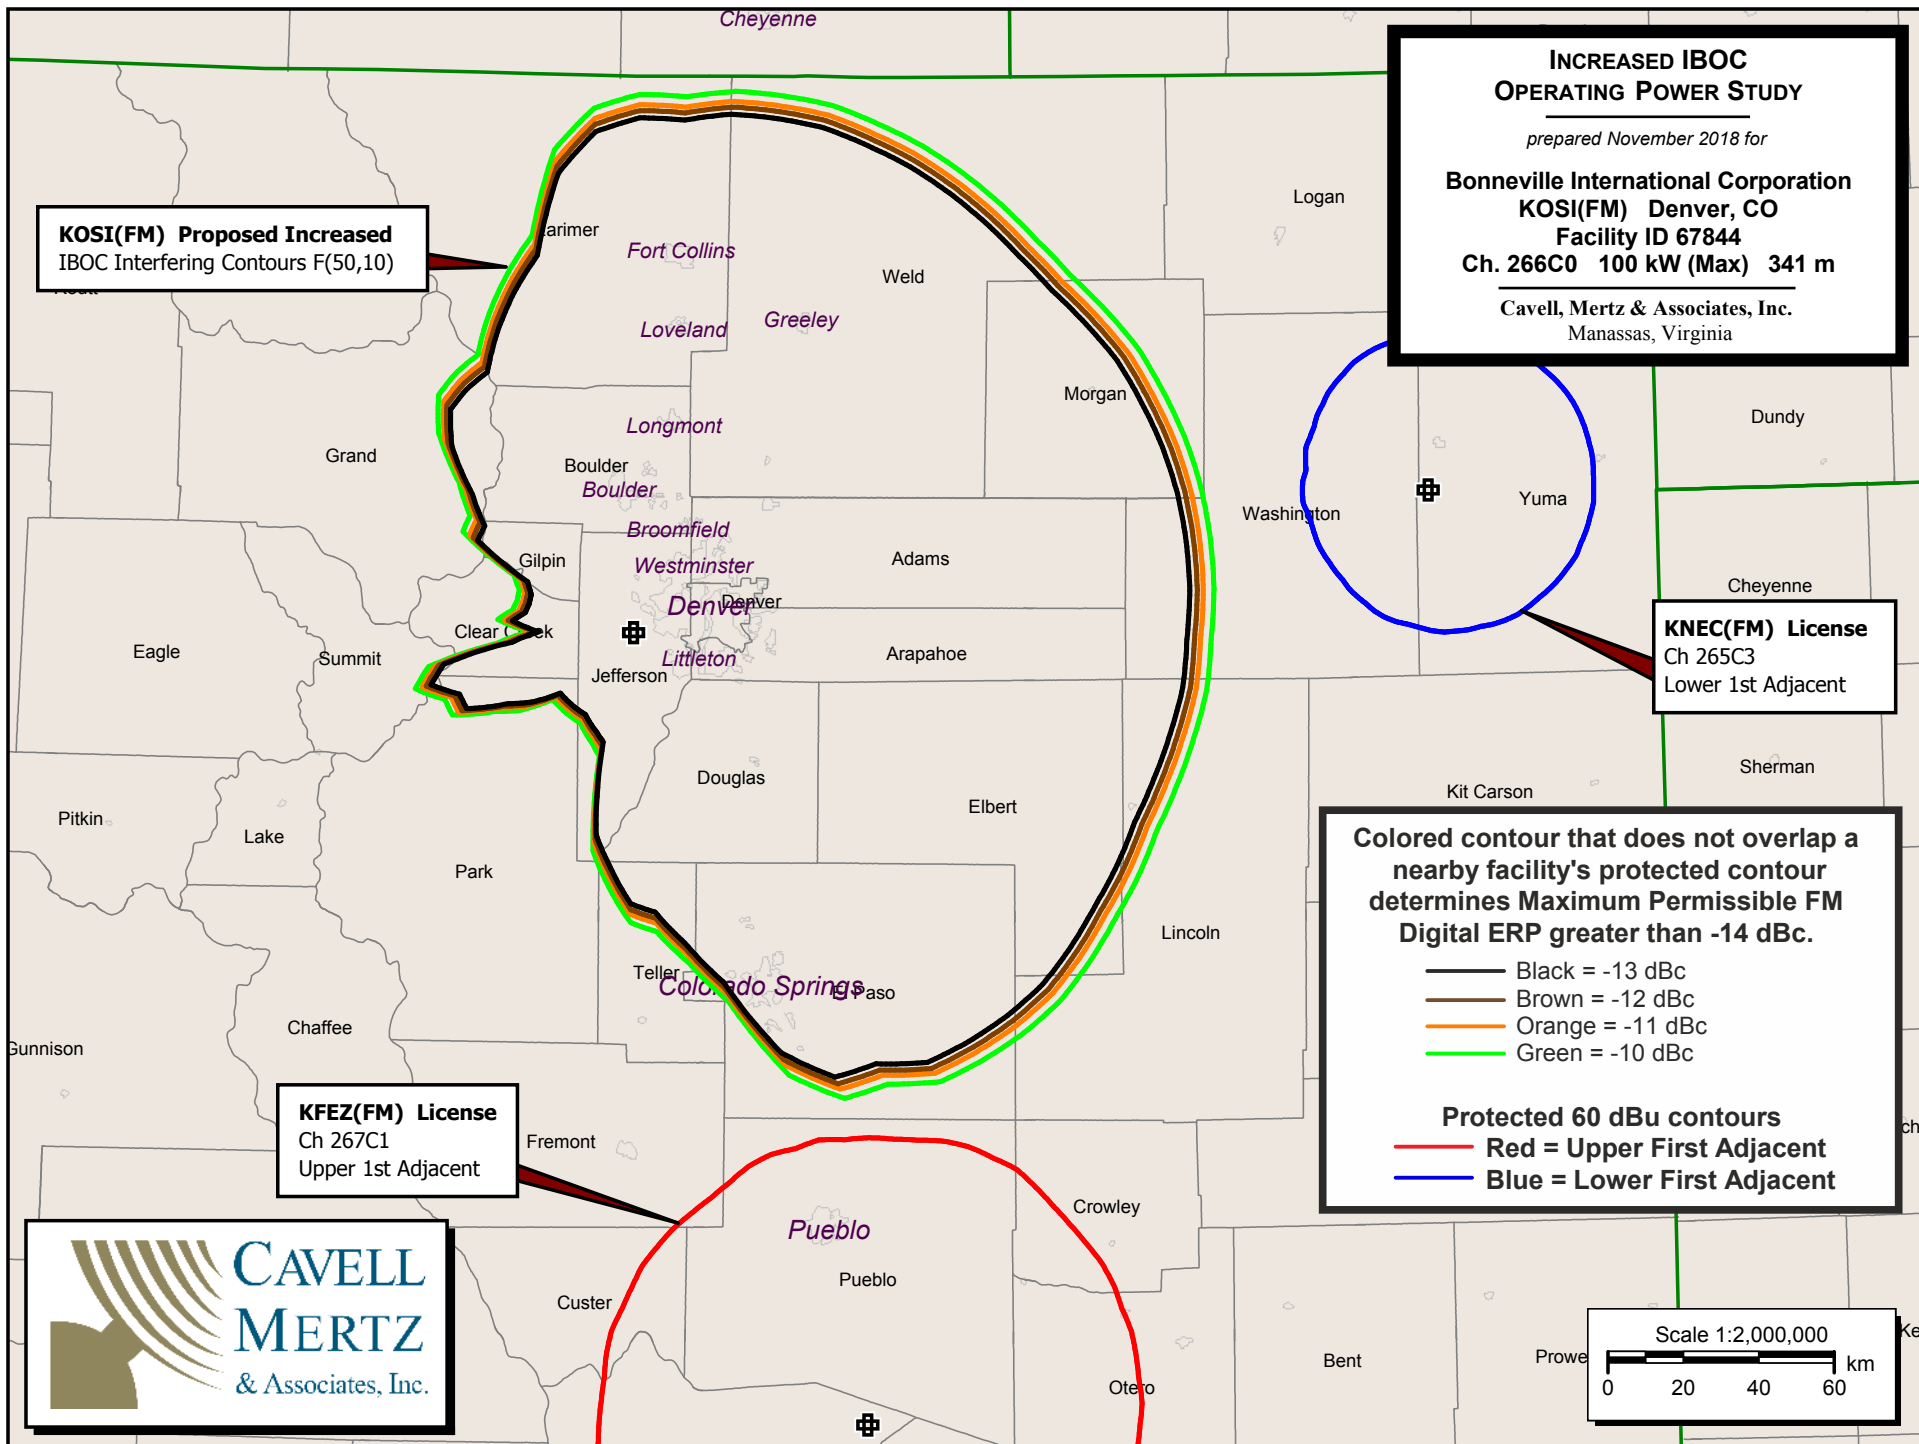 Cheyenne
INCREASED IBOC
OPERATING POWER STUDY
prepared November 2018 for
Bonneville International Corporation
KOSI(FM) Denver, CO
Facility ID 67844
Ch. 266C0 100 kW (Max) 341 m
Cavell, Mertz & Associates, Inc.
Manassas, Virginia
Logan
KOSI(FM) Proposed Increased
IBOC Interfering Contours F(50,10)
arimer
Fort Collins
Weld
Loveland
Greeley
Morgan
Dundy
Longmont
Grand
Boulder
Boulder
Yuma
Washington
Broomfield
Gilpin
Adams
Westminster
Cheyenne
Denver
Denver
Clear
Eagle
Summit
Littleton
Arapahoe
Jefferson
KNEC(FM) License
Ch 265C3
Lower 1st Adjacent
Douglas
Sherman
Kit Carson
Elbert
Pitkin
Lake
Park
Colored contour that does not overlap a
nearby facility's protected contour
determines Maximum Permissible FM
Digital ERP greater than -14 dBc.
Black = -13 dBc
Brown = -12 dBc
Orange = -11 dBc
Green = -10 dBc
Protected 60 dBu contours
Red = Upper First Adjacent
Blue = Lower First Adjacent
Lincoln
Teller
Colorado Springs
El Paso
Chaffee
Gunnison
KFEZ(FM) License
Ch 267C1
Upper 1st Adjacent
Fremont
ch
Crowley
Pueblo
Pueblo
Custer
CAVELL
MERTZ
& Associates, Inc.
Bent
Prowe
Otero
Scale 1:2,000,000
km
0 20 40 60
Ke